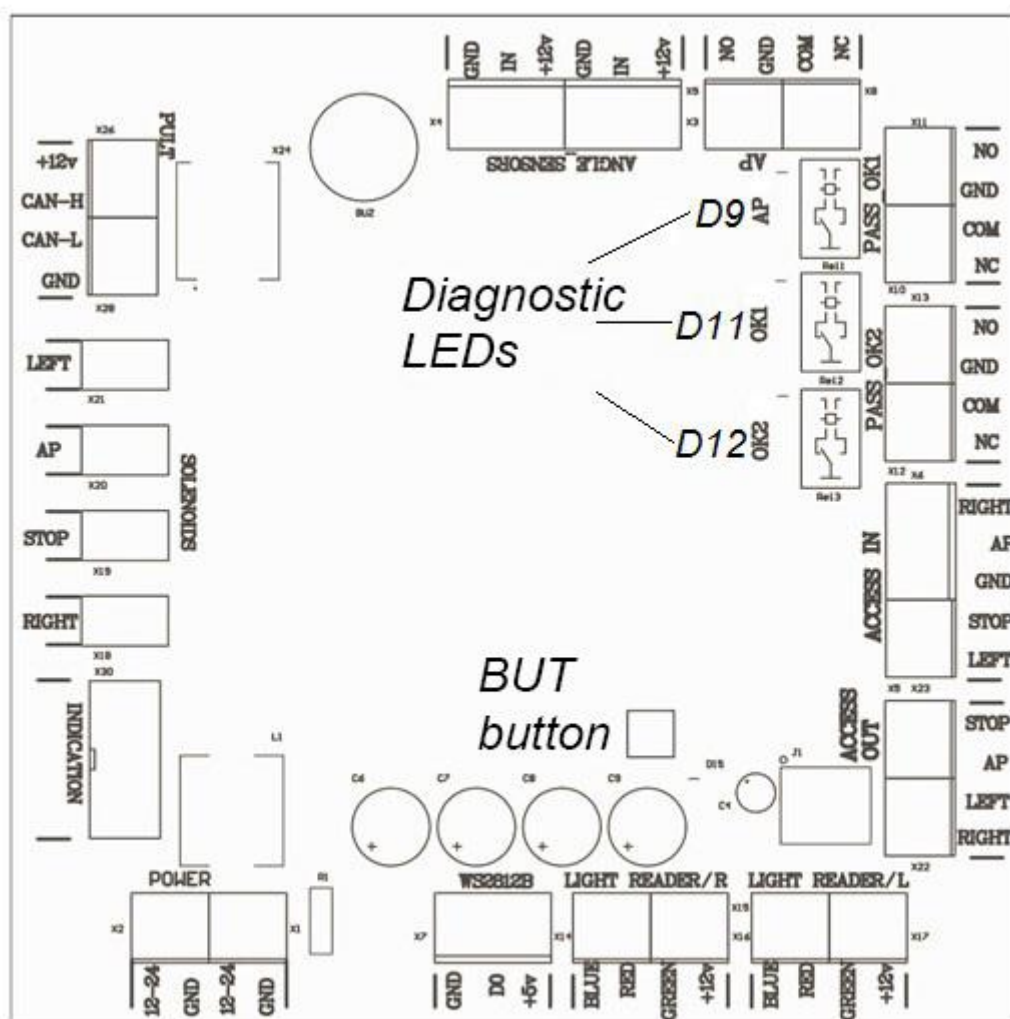 GND IN +12v GND IN +12v
NO GND COM NC
X4 X5 X3 X8
ANGLE_SENSORS
AP
X26
PULT
X24
+12v
CAN-H
CAN-L
GND
X28
BUZ
X11
NO
GND
COM
NC
PASS_OK1
X10
Diagnostic
LEDs
D9 AP
D11 OK1
D12 OK2
Rel1
Rel2
Rel3
X13
NO
GND
COM
NC
PASS_OK2
X12
LEFT
X21
AP
X20
STOP
X19
RIGHT
X18
SOLENOIDS
X6
RIGHT
AP
GND
STOP
LEFT
ACCESS IN
X9 X23
STOP
AP
LEFT
RIGHT
ACCESS
OUT
X22
X30
INDICATION
L1
BUT
button
C6 C7 C8 C9
D15
C4
J1
POWER
X2 X1
12-24 GND 12-24 GND
R1
WS2812B
X7 X14
GND D0 +5v
LIGHT READER/R
X15
X16
BLUE RED GREEN +12v
LIGHT READER/L
X17
BLUE RED GREEN +12v